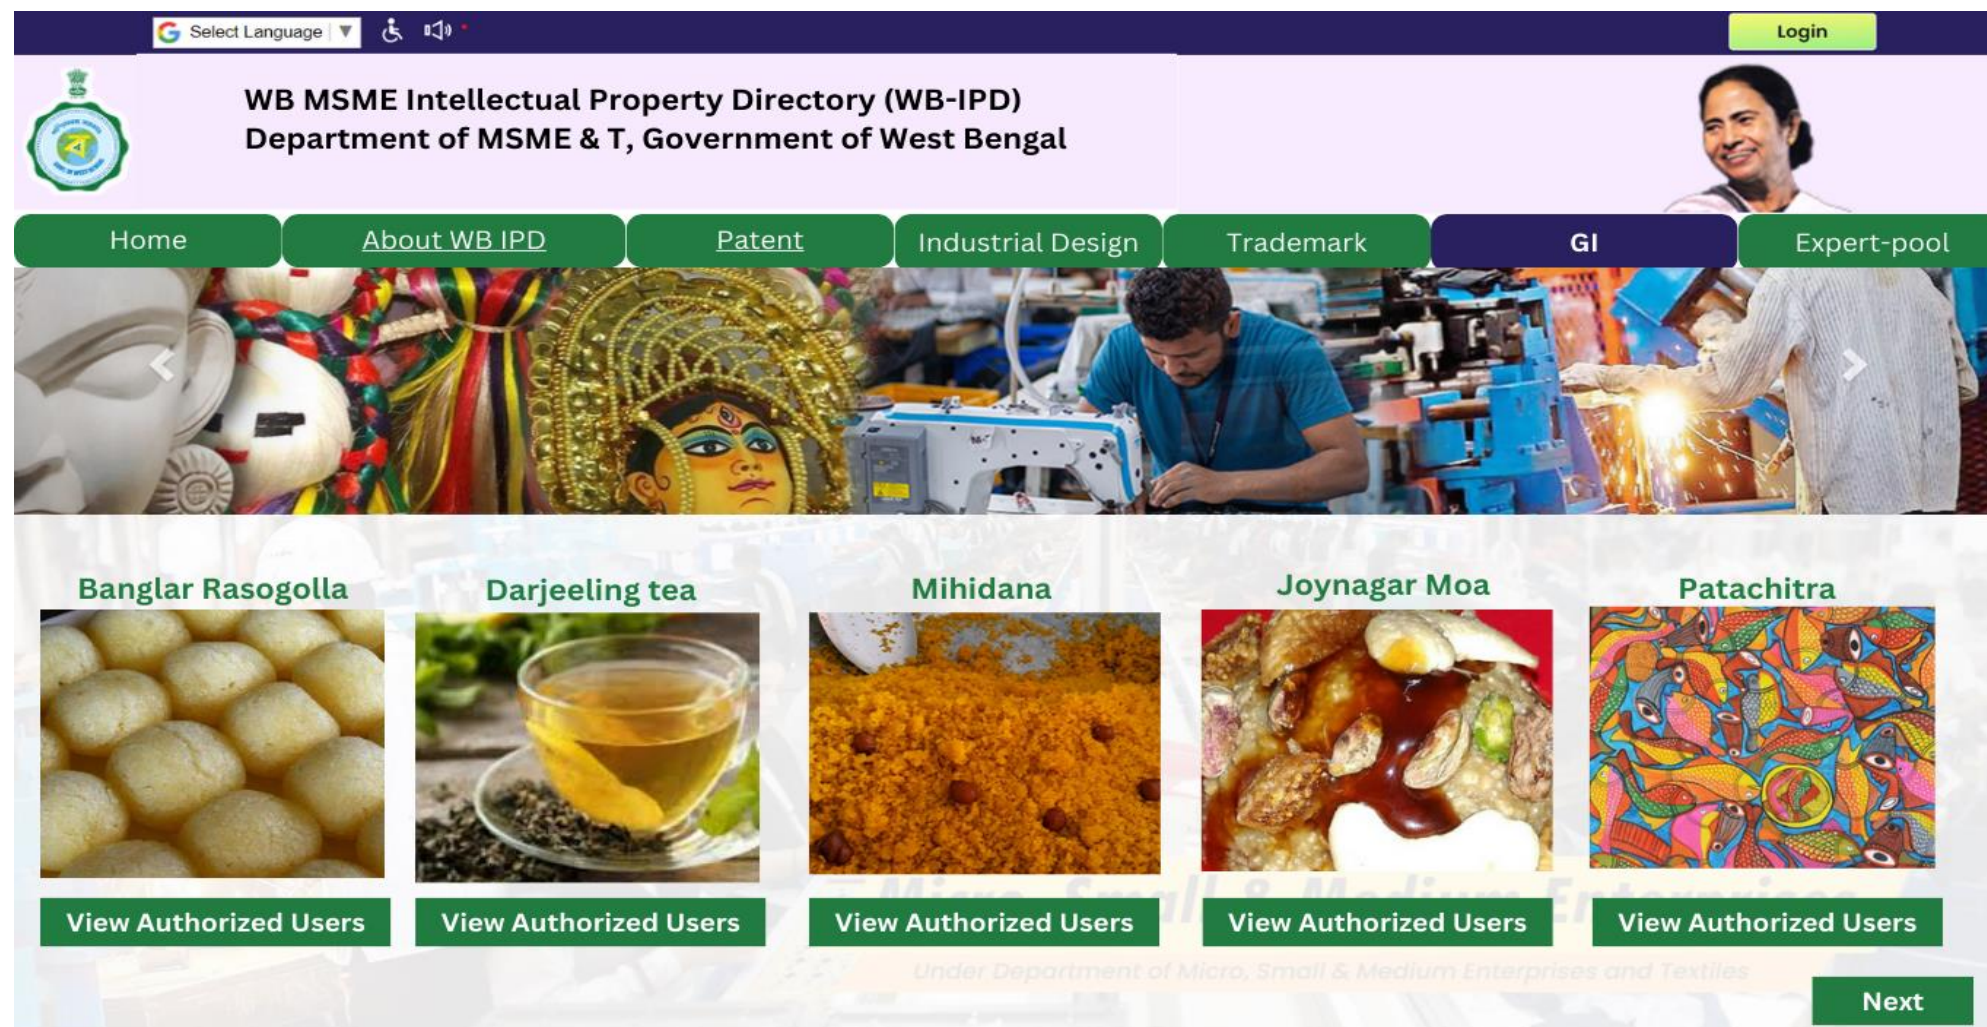 Select Language ▼
Login
WB MSME Intellectual Property Directory (WB-IPD)
Department of MSME & T, Government of West Bengal
Home
About WB IPD
Patent
Industrial Design
Trademark
GI
Expert-pool
Banglar Rasogolla
Darjeeling tea
Mihidana
Joynagar Moa
Patachitra
Micro, Small & Medium Enterprises
View Authorized Users
View Authorized Users
View Authorized Users
View Authorized Users
View Authorized Users
Under Department of Micro, Small & Medium Enterprises and Textiles
Next